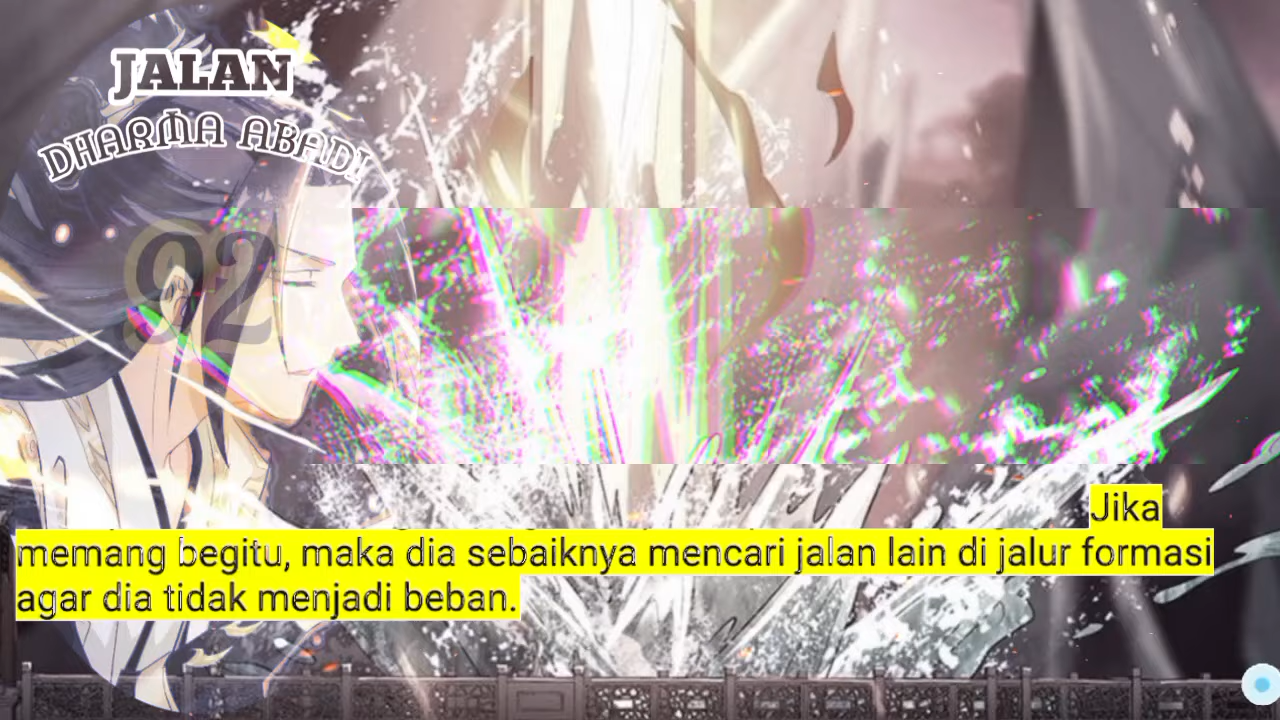 JALAN
DHARMA ABADI
92
Jika
memang begitu, maka dia sebaiknya mencari jalan lain di jalur formasi
agar dia tidak menjadi beban.